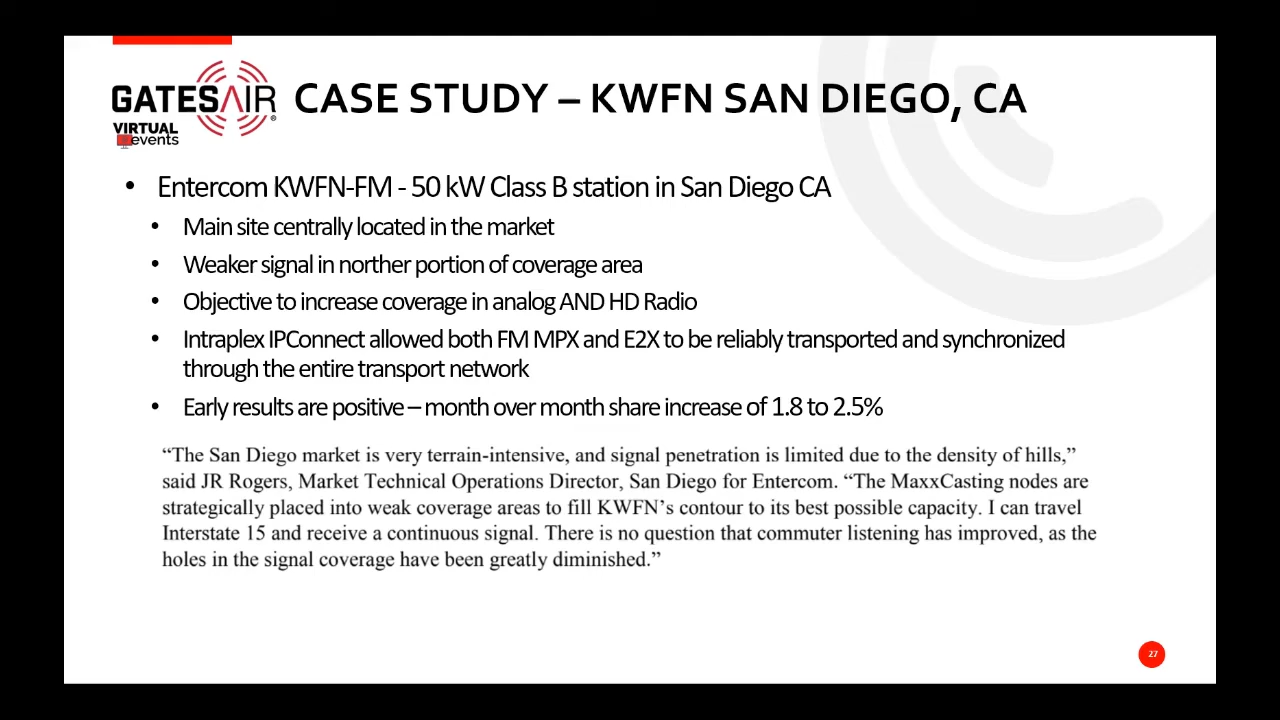 GATESAIR®
VIRTUAL
events
CASE STUDY – KWFN SAN DIEGO, CA
• Entercom KWFN-FM - 50 kW Class B station in San Diego CA
• Main site centrally located in the market
• Weaker signal in norther portion of coverage area
• Objective to increase coverage in analog AND HD Radio
• Intraplex IPConnect allowed both FM MPX and E2X to be reliably transported and synchronized
through the entire transport network
• Early results are positive – month over month share increase of 1.8 to 2.5%
“The San Diego market is very terrain-intensive, and signal penetration is limited due to the density of hills,”
said JR Rogers, Market Technical Operations Director, San Diego for Entercom. “The MaxxCasting nodes are
strategically placed into weak coverage areas to fill KWFN’s contour to its best possible capacity. I can travel
Interstate 15 and receive a continuous signal. There is no question that commuter listening has improved, as the
holes in the signal coverage have been greatly diminished.”
27